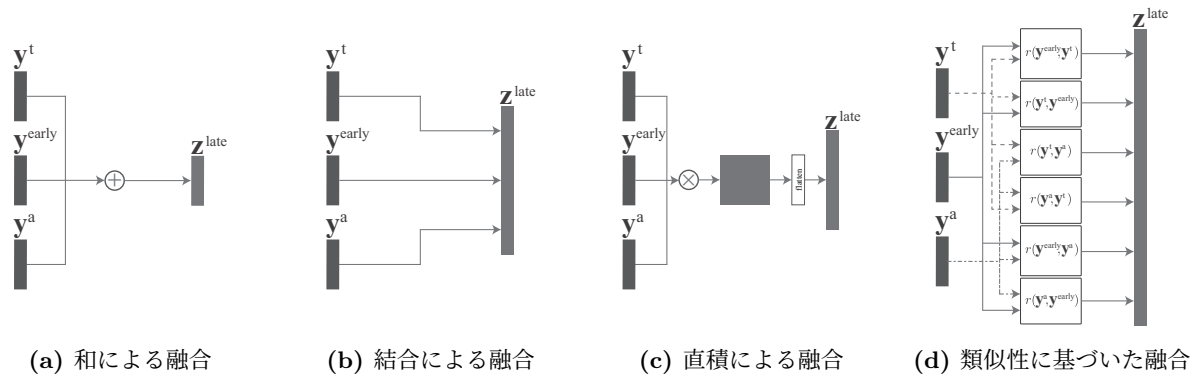 y^t
y^early
y^a
z^late
(a) 和による融合
y^t
y^early
y^a
z^late
(b) 結合による融合
y^t
y^early
y^a
flatten
z^late
(c) 直積による融合
y^t
y^early
y^a
r(y^early, y^t)
r(y^t, y^early)
r(y^t, y^a)
r(y^a, y^t)
r(y^early, y^a)
r(y^a, y^early)
z^late
(d) 類似性に基づいた融合